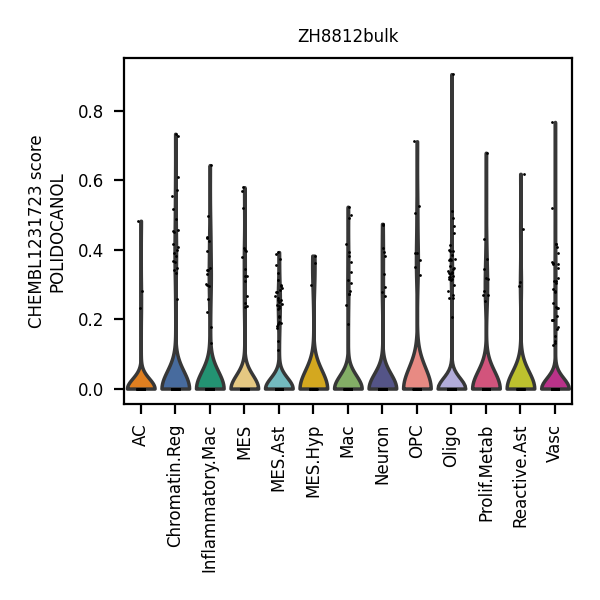 ZH8812bulk
CHEMBL1231723 score
POLIDOCANOL
0.8
0.6
0.4
0.2
0.0
AC
Chromatin.Reg
Inflammatory.Mac
MES
MES.Ast
MES.Hyp
Mac
Neuron
OPC
Oligo
Prolif.Metab
Reactive.Ast
Vasc